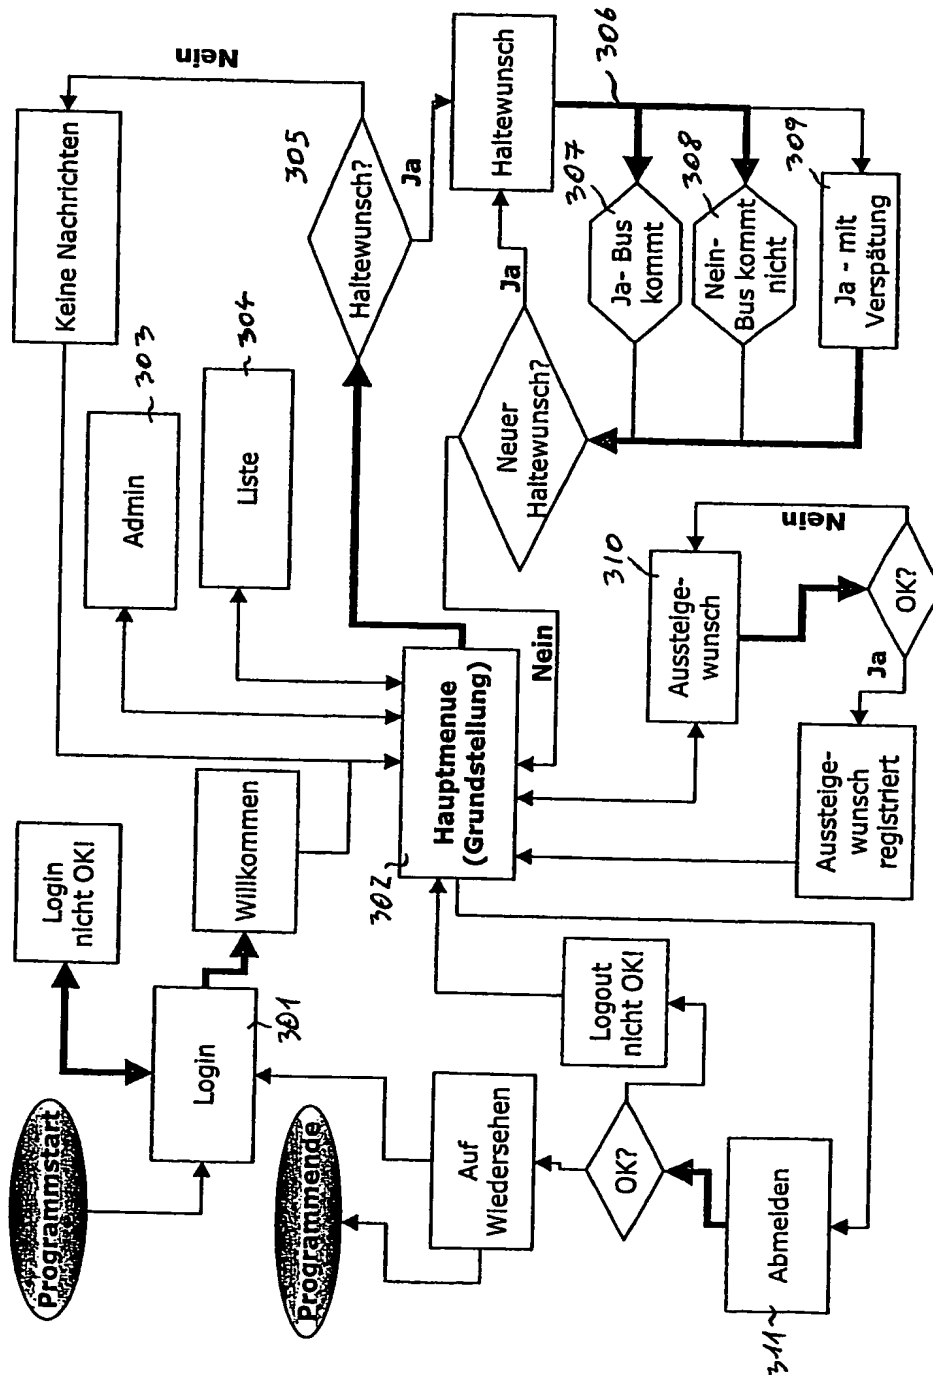 Programmstart
Login
301
Login
nicht OK!
Willkommen
Programmende
Auf
Wiedersehen
OK?
Logout
nicht OK!
Abmelden
311
302
Hauptmenue
(Grundstellung)
Admin
303
Liste
304
Keine Nachrichten
Nein
Haltewunsch?
305
Ja
Haltewunsch
306
Ja- Bus
kommt
307
Nein-
Bus kommt
nicht
308
Ja - mit
Verspätung
309
Neuer
Haltewunsch?
Ja
Nein
Aussteige-
wunsch
310
Nein
OK?
Ja
Aussteige-
wunsch
registriert